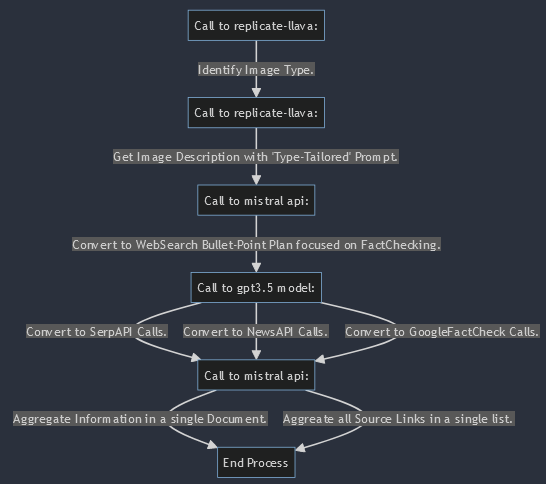 Call to replicate-llava:
Identify Image Type.
Call to replicate-llava:
Get Image Description with 'Type-Tailored' Prompt.
Call to mistral api:
Convert to WebSearch Bullet-Point Plan focused on FactChecking.
Call to gpt3.5 model:
Convert to SerpAPI Calls.
Convert to NewsAPI Calls.
Convert to GoogleFactCheck Calls.
Call to mistral api:
Aggregate Information in a single Document.
Aggreate all Source Links in a single list.
End Process